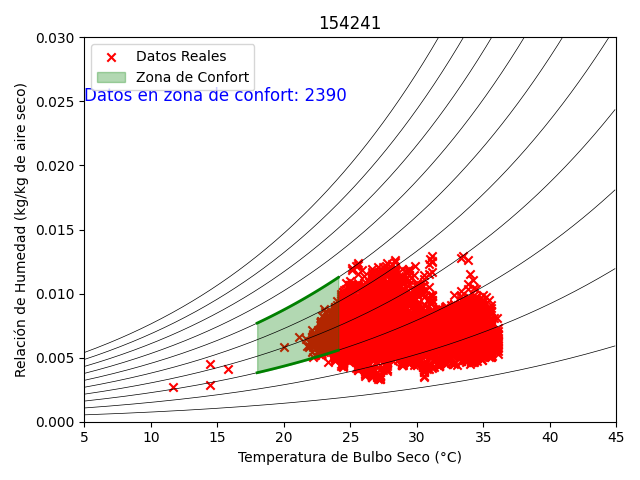 154241
Datos Reales
Zona de Confort
Datos en zona de confort: 2390
Relación de Humedad (kg/kg de aire seco)
0.030
0.025
0.020
0.015
0.010
0.005
0.000
5 10 15 20 25 30 35 40 45
Temperatura de Bulbo Seco (°C)